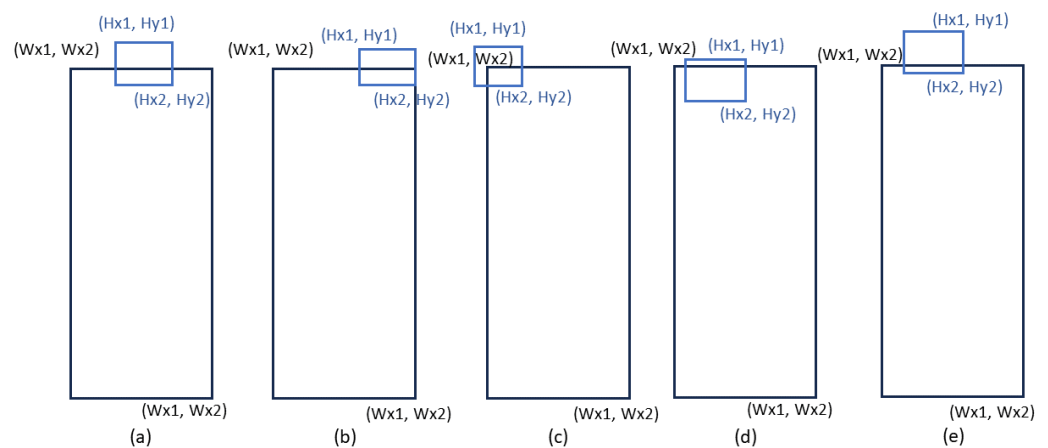 (Hx1, Hy1)
(Wx1, Wx2)
(Hx2, Hy2)
(Wx1, Wx2)
(a)
(Hx1, Hy1)
(Wx1, Wx2)
(Hx2, Hy2)
(Wx1, Wx2)
(b)
(Hx1, Hy1)
(Wx1, Wx2)
(Hx2, Hy2)
(Wx1, Wx2)
(c)
(Hx1, Hy1)
(Wx1, Wx2)
(Hx2, Hy2)
(Wx1, Wx2)
(d)
(Hx1, Hy1)
(Wx1, Wx2)
(Hx2, Hy2)
(Wx1, Wx2)
(e)